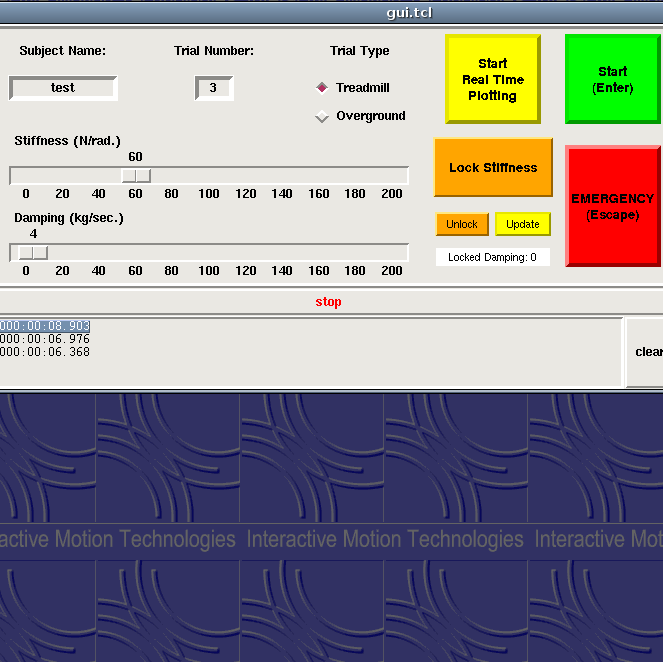 gui.tcl
Subject Name:
Trial Number:
Trial Type
test
3
Treadmill
Overground
Start
Real Time
Plotting
Start
(Enter)
Stiffness (N/rad.)
60
0 20 40 60 80 100 120 140 160 180 200
Lock Stiffness
EMERGENCY
(Escape)
Damping (kg/sec.)
4
0 20 40 60 80 100 120 140 160 180 200
Unlock
Update
Locked Damping: 0
stop
000:00:08.903
000:00:06.976
000:00:06.368
clear
active Motion Technologies Interactive Motion Technologies Interactive Mot